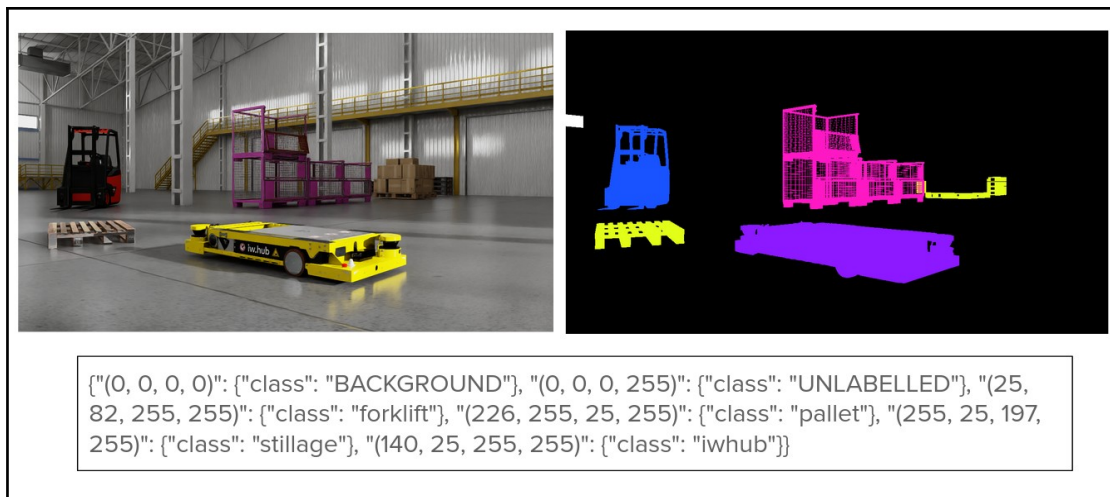 iw.hub
{"(0, 0, 0, 0)": {"class": "BACKGROUND"}, "(0, 0, 0, 255)": {"class": "UNLABELLED"}, "(25,
82, 255, 255)": {"class": "forklift"}, "(226, 255, 25, 255)": {"class": "pallet"}, "(255, 25, 197,
255)": {"class": "stillage"}, "(140, 25, 255, 255)": {"class": "iwhub"}}